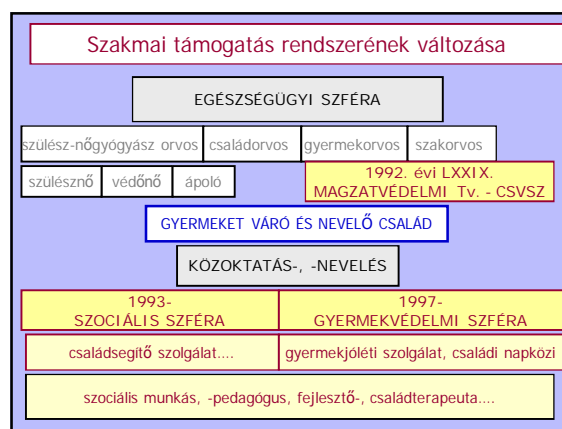 Szakmai támogatás rendszerének változása
EGÉSZSÉGÜGYI SZFÉRA
szülész-nőgyógyász orvos családorvos gyermekorvos szakorvos
szülésznő védőnő ápoló
1992. évi LXXIX.
MAGZATVÉDELMI Tv. - CSVSZ
GYERMEKET VÁRÓ ÉS NEVELŐ CSALÁD
KÖZOKTATÁS-, -NEVELÉS
1993-
SZOCIÁLIS SZFÉRA
1997-
GYERMEKVÉDELMI SZFÉRA
családsegítő szolgálat....
gyermekjóléti szolgálat, családi napközi
szociális munkás, -pedagógus, fejlesztő-, családterapeuta....